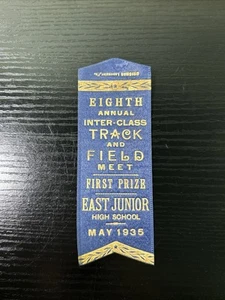 EIGHTH
ANNUAL
INTER-CLASS
TRACK
AND
FIELD
MEET
FIRST PRIZE
EAST JUNIOR
HIGH SCHOOL
MAY 1935